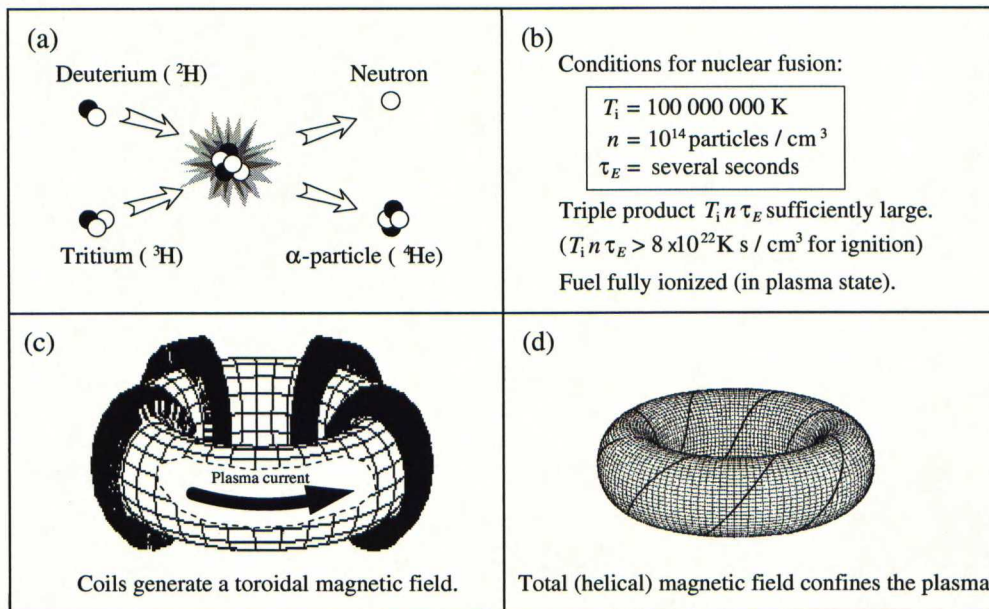 (a)
Deuterium ( ²H)
Neutron
Tritium ( ³H)
α-particle ( ⁴He)
(b)
Conditions for nuclear fusion:
Tᵢ = 100 000 000 K
n = 10¹⁴ particles / cm³
τ_E = several seconds
Triple product Tᵢ n τ_E sufficiently large.
(Tᵢ n τ_E > 8 x10²² K s / cm³ for ignition)
Fuel fully ionized (in plasma state).
(c)
Plasma current
Coils generate a toroidal magnetic field.
(d)
Total (helical) magnetic field confines the plasma